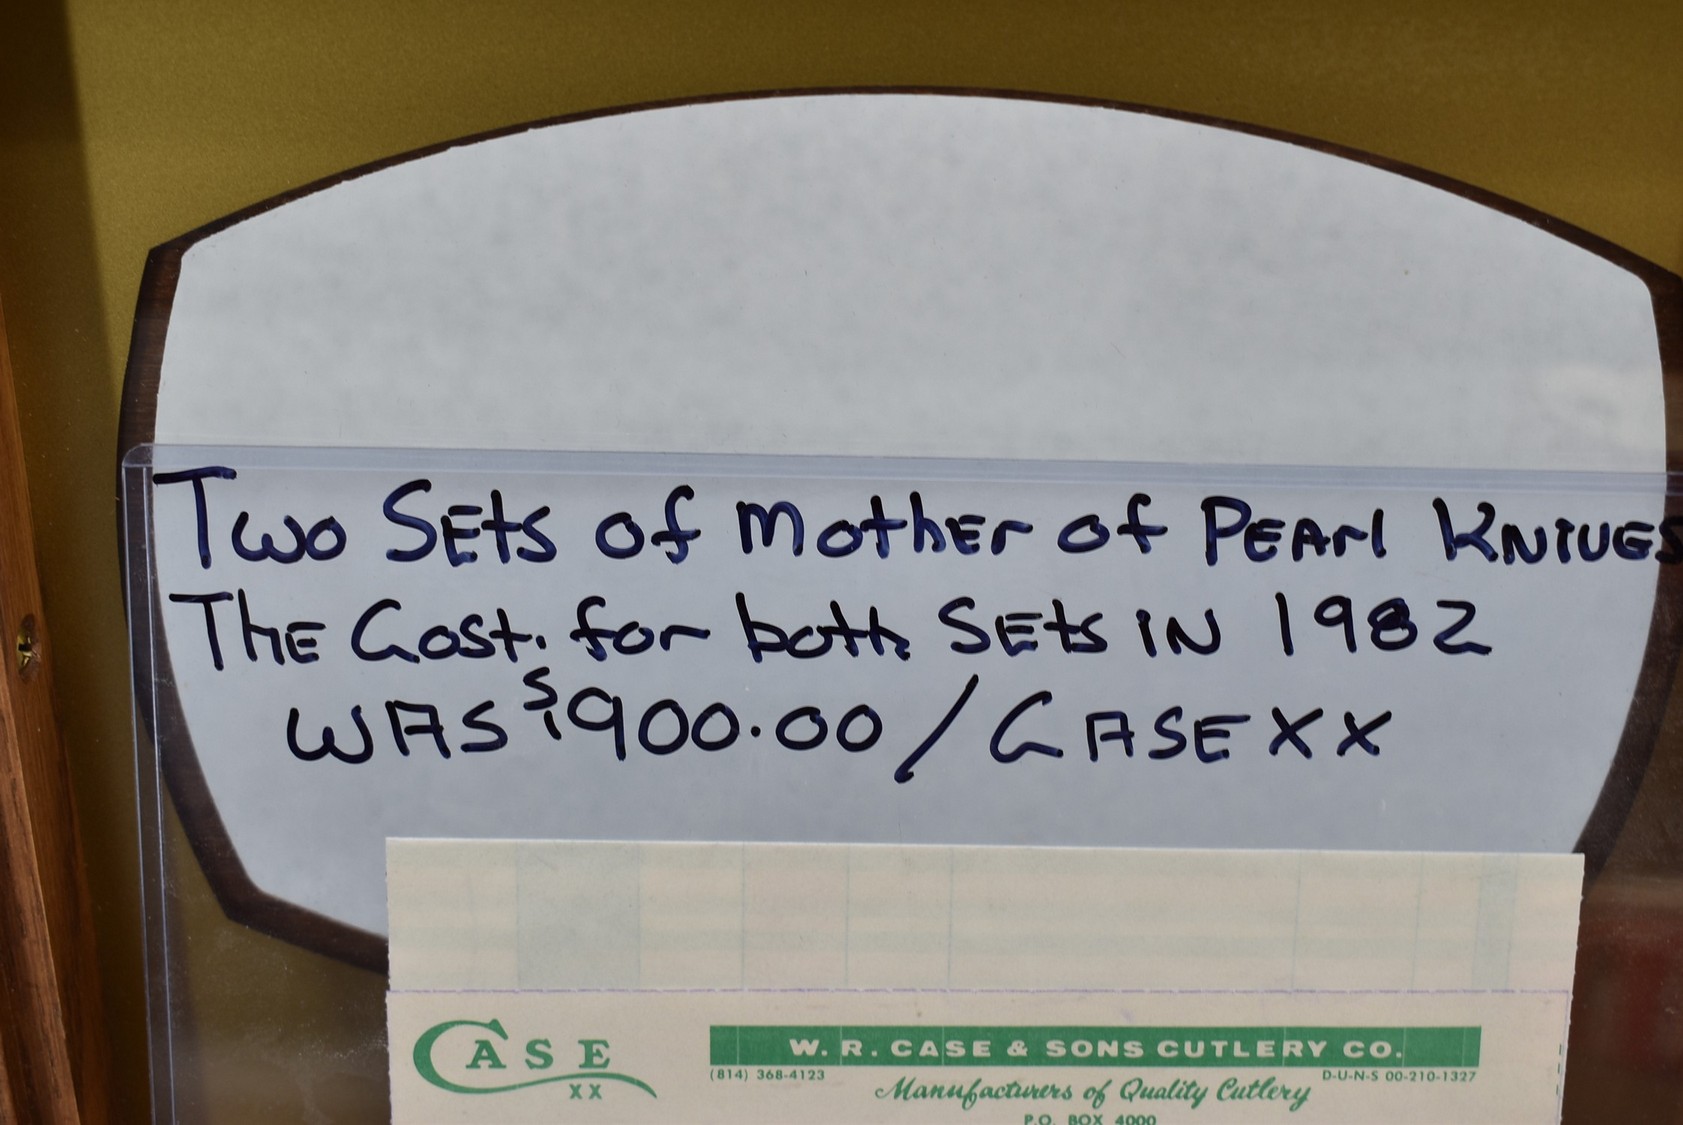 Two Sets of Mother of Pearl Knives
The Cost. for both Sets in 1982
was $900.00 / CASE XX
CASE
XX
W. R. CASE & SONS CUTLERY CO.
(814) 368-4123
D-U-N-S 00-210-1327
Manufacturers of Quality Cutlery
P.O. BOX 4000